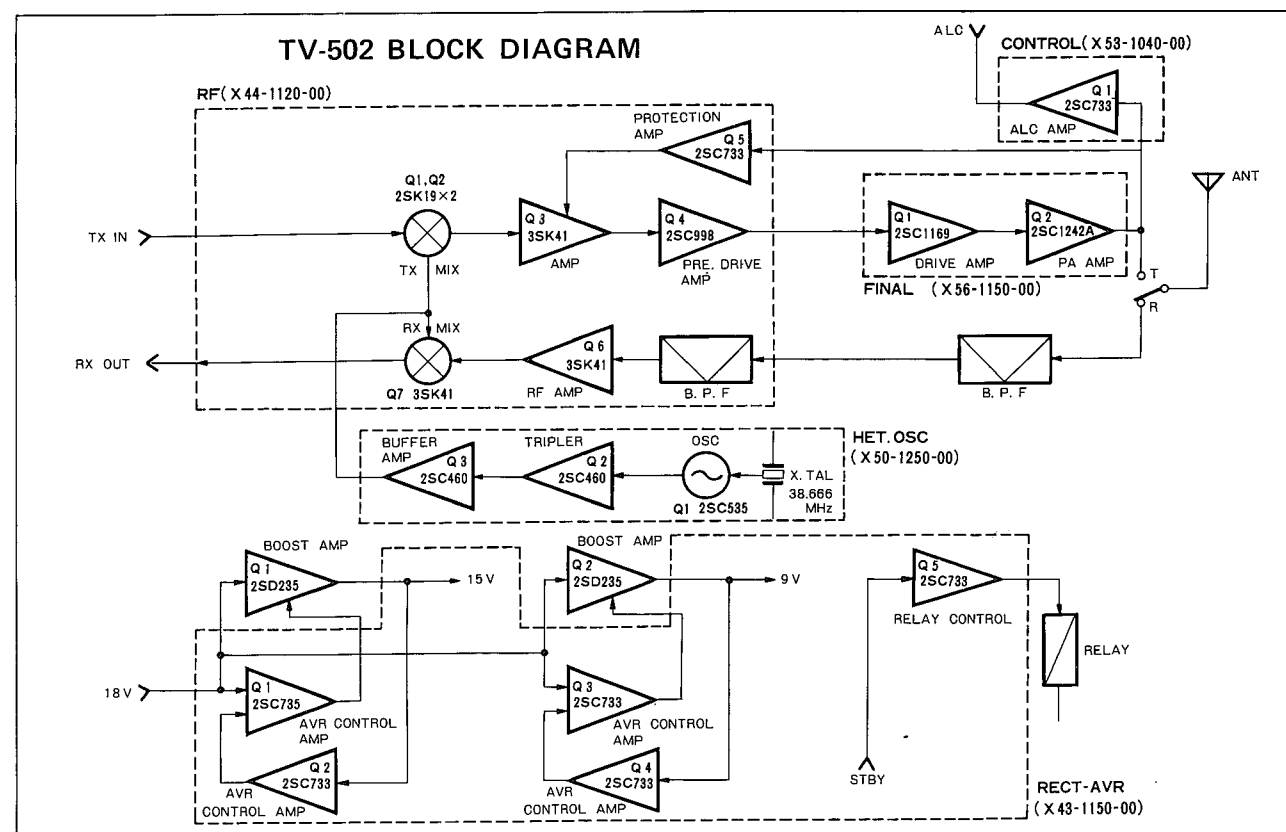 TV-502 BLOCK DIAGRAM
ALC
CONTROL(X53-1040-00)
Q1
2SC733
ALC AMP
RF(X44-1120-00)
PROTECTION
AMP
Q5
2SC733
Q1,Q2
2SK19×2
TX IN
TX MIX
Q3
3SK41
AMP
Q4
2SC998
PRE. DRIVE
AMP
Q1
2SC1169
DRIVE AMP
Q2
2SC1242A
PA AMP
FINAL (X56-1150-00)
ANT
T
R
RX OUT
RX MIX
Q7 3SK41
Q6
3SK41
RF AMP
B. P. F
B. P. F
HET. OSC
(X50-1250-00)
BUFFER
AMP
Q3
2SC460
TRIPLER
Q2
2SC460
OSC
Q1 2SC535
X. TAL
38.666
MHz
BOOST AMP
Q1
2SD235
15V
BOOST AMP
Q2
2SD235
9V
Q5
2SC733
RELAY CONTROL
RELAY
18V
Q1
2SC735
AVR CONTROL
AMP
Q3
2SC733
AVR CONTROL
AMP
Q2
2SC733
AVR
CONTROL AMP
Q4
2SC733
AVR
CONTROL AMP
STBY
RECT-AVR
(X43-1150-00)